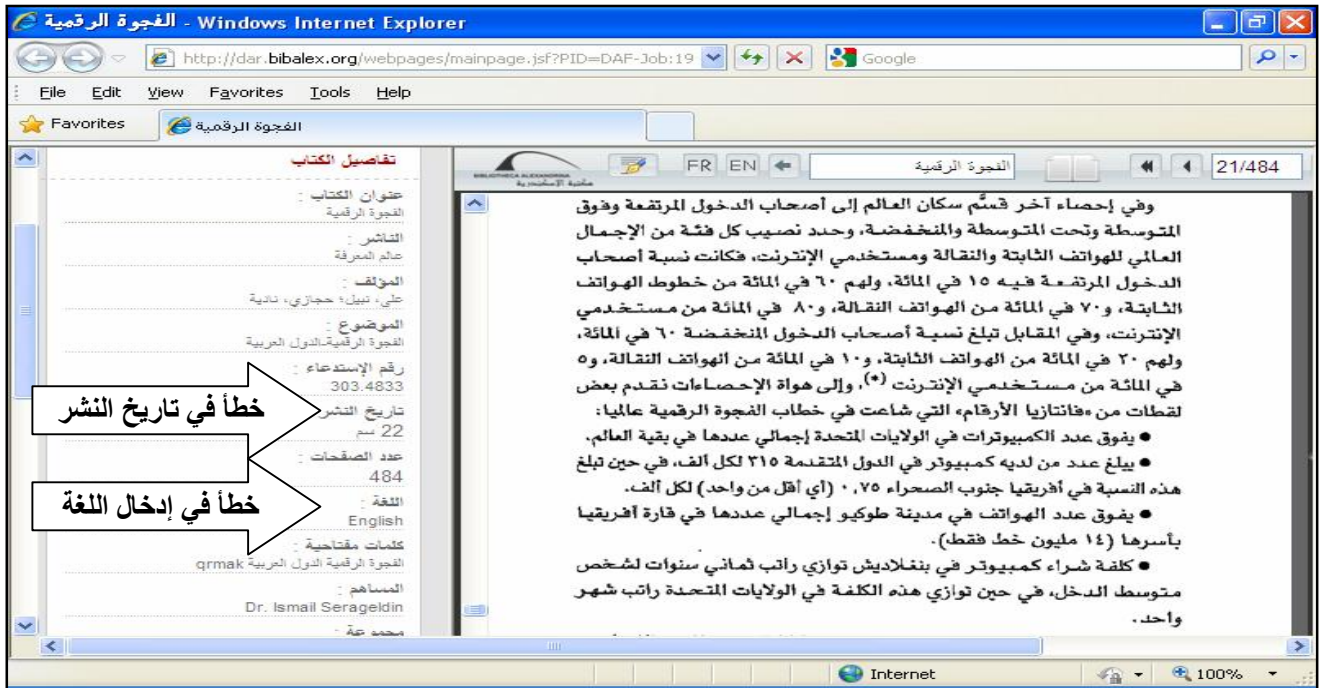 الفجوة الرقمية - Windows Internet Explorer
http://dar.bibalex.org/webpages/mainpage.jsf?PID=DAF-Job:19
Google
File Edit View Favorites Tools Help
Favorites
الفجوة الرقمية
تفاصيل الكتاب
عنوان الكتاب :
الفجوة الرقمية
الناشر :
عالم المعرفة
المؤلف :
على، نبيل؛ حجازي، نادية
الموضوع :
الفجوة الرقمية-الدول العربية
رقم الإستدعاء :
303.4833
تاريخ النشر
22 سم
عدد الصفحات :
484
اللغة :
English
كلمات مفتاحية :
الفجوة الرقمية الدول العربية qrmak
المساهم :
Dr. Ismail Serageldin
مجموعة :
خطأ في تاريخ النشر
خطأ في إدخال اللغة
BIBLIOTHECA ALEXANDRINA
مكتبة الإسكندرية
FR EN
الفجوة الرقمية
21/484
وفي إحصاء آخر قسَّم سكان العالم إلى أصحاب الدخول المرتفعة وفوق
المتوسطة وتحت المتوسطة والمنخفضة، وحدد نصيب كل فئة من الإجمال
العالمي للهواتف الثابتة والنقالة ومستخدمي الإنترنت، فكانت نسبة أصحاب
الدخول المرتفعة فيه ١٥ في المائة، ولهم ٦٠ في المائة من خطوط الهواتف
الثابتة، و٧٠ في المائة من الهواتف النقالة، و٨٠ في المائة من مستخدمي
الإنترنت، وفي المقابل تبلغ نسبة أصحاب الدخول المنخفضة ٦٠ في المائة،
ولهم ٢٠ في المائة من الهواتف الثابتة، و١٠ في المائة من الهواتف النقالة، و٥
في المائة من مستخدمي الإنترنت (*)، وإلى هواة الإحصاءات نقدم بعض
لقطات من «فانتازيا الأرقام» التي شاعت في خطاب الفجوة الرقمية عالميا:
● يفوق عدد الكمبيوترات في الولايات المتحدة إجمالي عددها في بقية العالم.
● يبلغ عدد من لديه كمبيوتر في الدول المتقدمة ٣١٥ لكل ألف، في حين تبلغ
هذه النسبة في أفريقيا جنوب الصحراء ٠,٧٥ (أي أقل من واحد) لكل ألف.
● يفوق عدد الهواتف في مدينة طوكيو إجمالي عددها في قارة أفريقيا
بأسرها (١٤ مليون خط فقط).
● كلفة شراء كمبيوتر في بنغلاديش توازي راتب ثماني سنوات لشخص
متوسط الدخل، في حين توازي هذه الكلفة في الولايات المتحدة راتب شهر
واحد.
Internet
100%